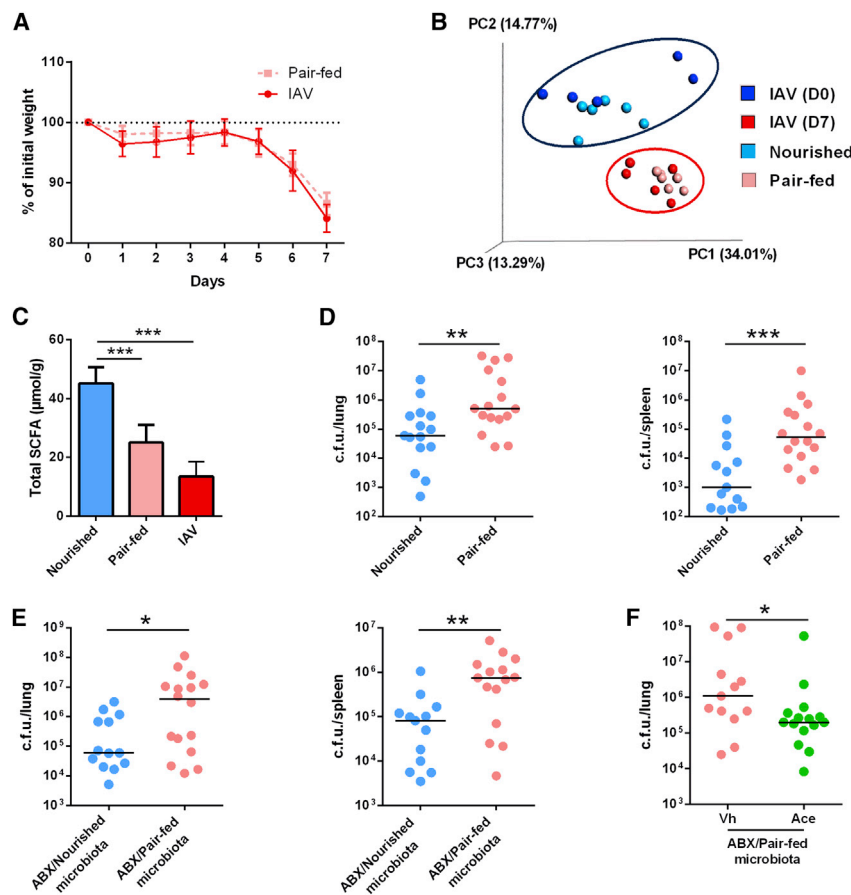 A
% of initial weight
110
100
90
80
Pair-fed
IAV
0 1 2 3 4 5 6 7
Days
B
PC2 (14.77%)
PC3 (13.29%)
PC1 (34.01%)
IAV (D0)
IAV (D7)
Nourished
Pair-fed
C
Total SCFA (µmol/g)
60
40
20
0
***
***
Nourished
Pair-fed
IAV
D
c.f.u./lung
10⁸
10⁷
10⁶
10⁵
10⁴
10³
10²
**
Nourished
Pair-fed
c.f.u./spleen
10⁸
10⁷
10⁶
10⁵
10⁴
10³
10²
***
Nourished
Pair-fed
E
c.f.u./lung
10⁹
10⁸
10⁷
10⁶
10⁵
10⁴
10³
*
ABX/Nourished
microbiota
ABX/Pair-fed
microbiota
c.f.u./spleen
10⁷
10⁶
10⁵
10⁴
10³
**
ABX/Nourished
microbiota
ABX/Pair-fed
microbiota
F
c.f.u./lung
10⁸
10⁷
10⁶
10⁵
10⁴
10³
*
Vh Ace
ABX/Pair-fed
microbiota